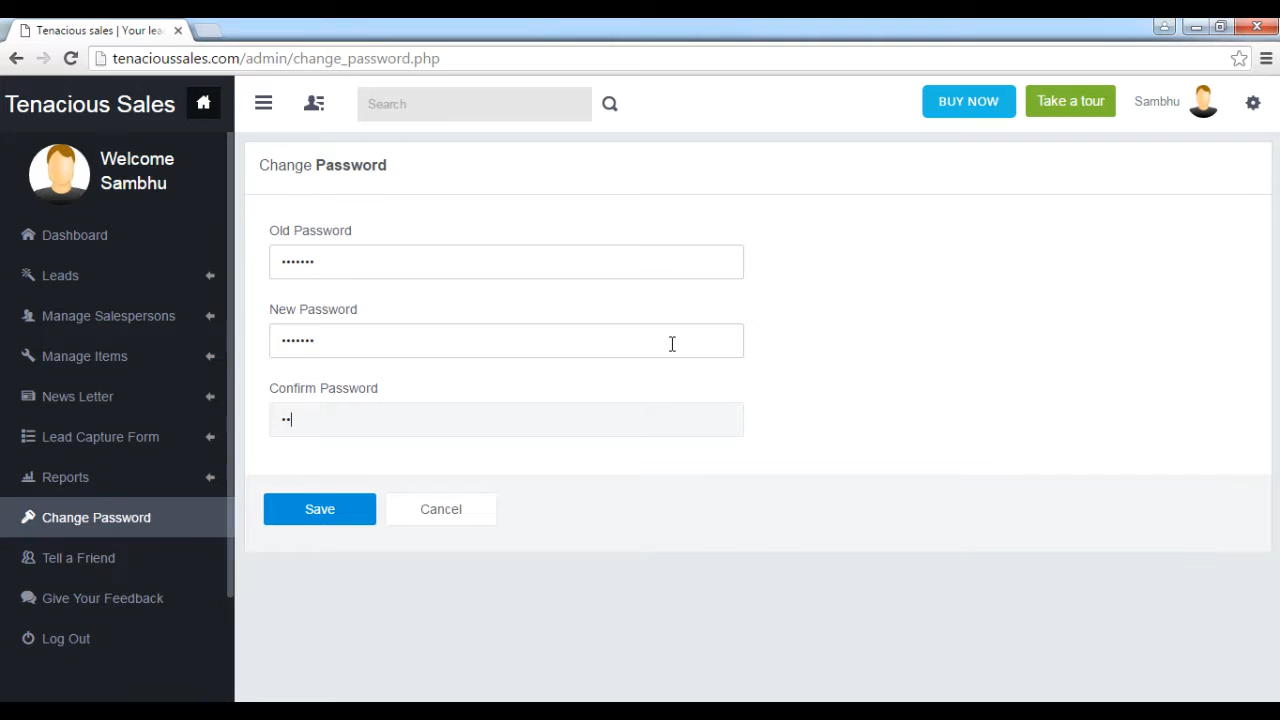 Tenacious sales | Your lea
tenacioussales.com/admin/change_password.php
Tenacious Sales
Search
BUY NOW
Take a tour
Sambhu
Welcome
Sambhu
Dashboard
Leads
Manage Salespersons
Manage Items
News Letter
Lead Capture Form
Reports
Change Password
Tell a Friend
Give Your Feedback
Log Out
Change Password
Old Password
•••••••
New Password
•••••••
Confirm Password
••
Save
Cancel